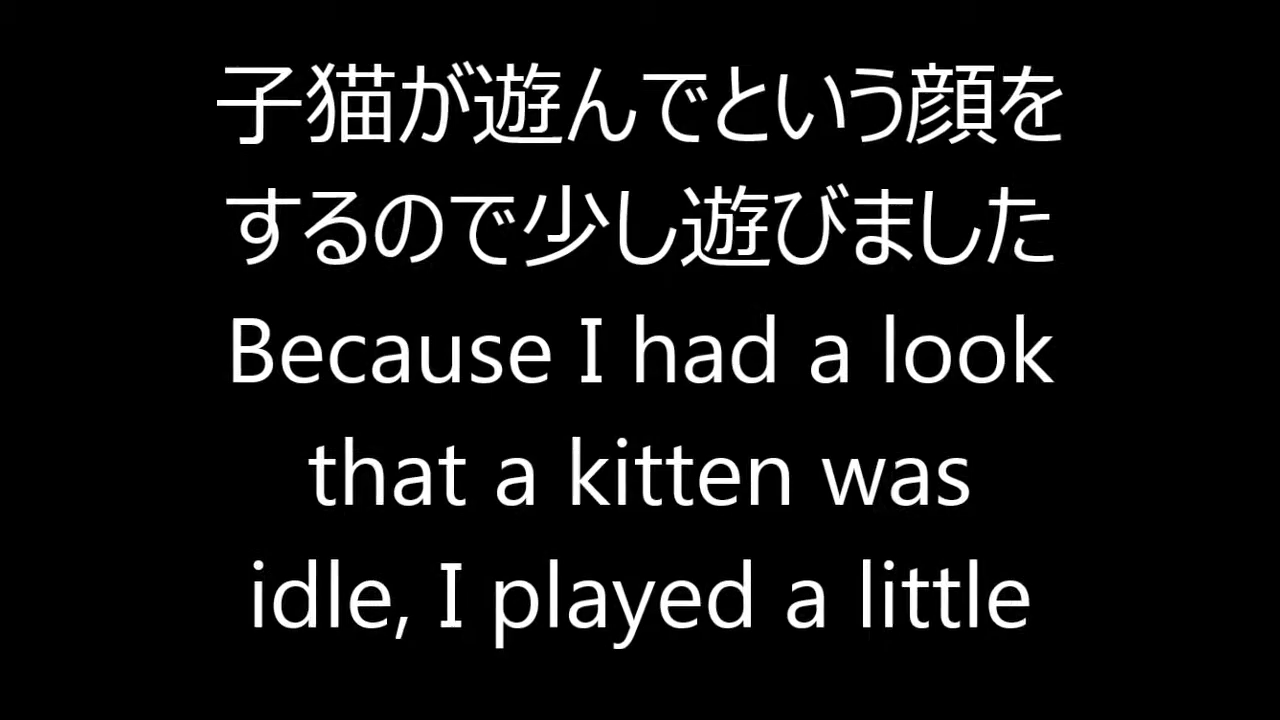 子猫が遊んでという顔を
するので少し遊びました
Because I had a look
that a kitten was
idle, I played a little